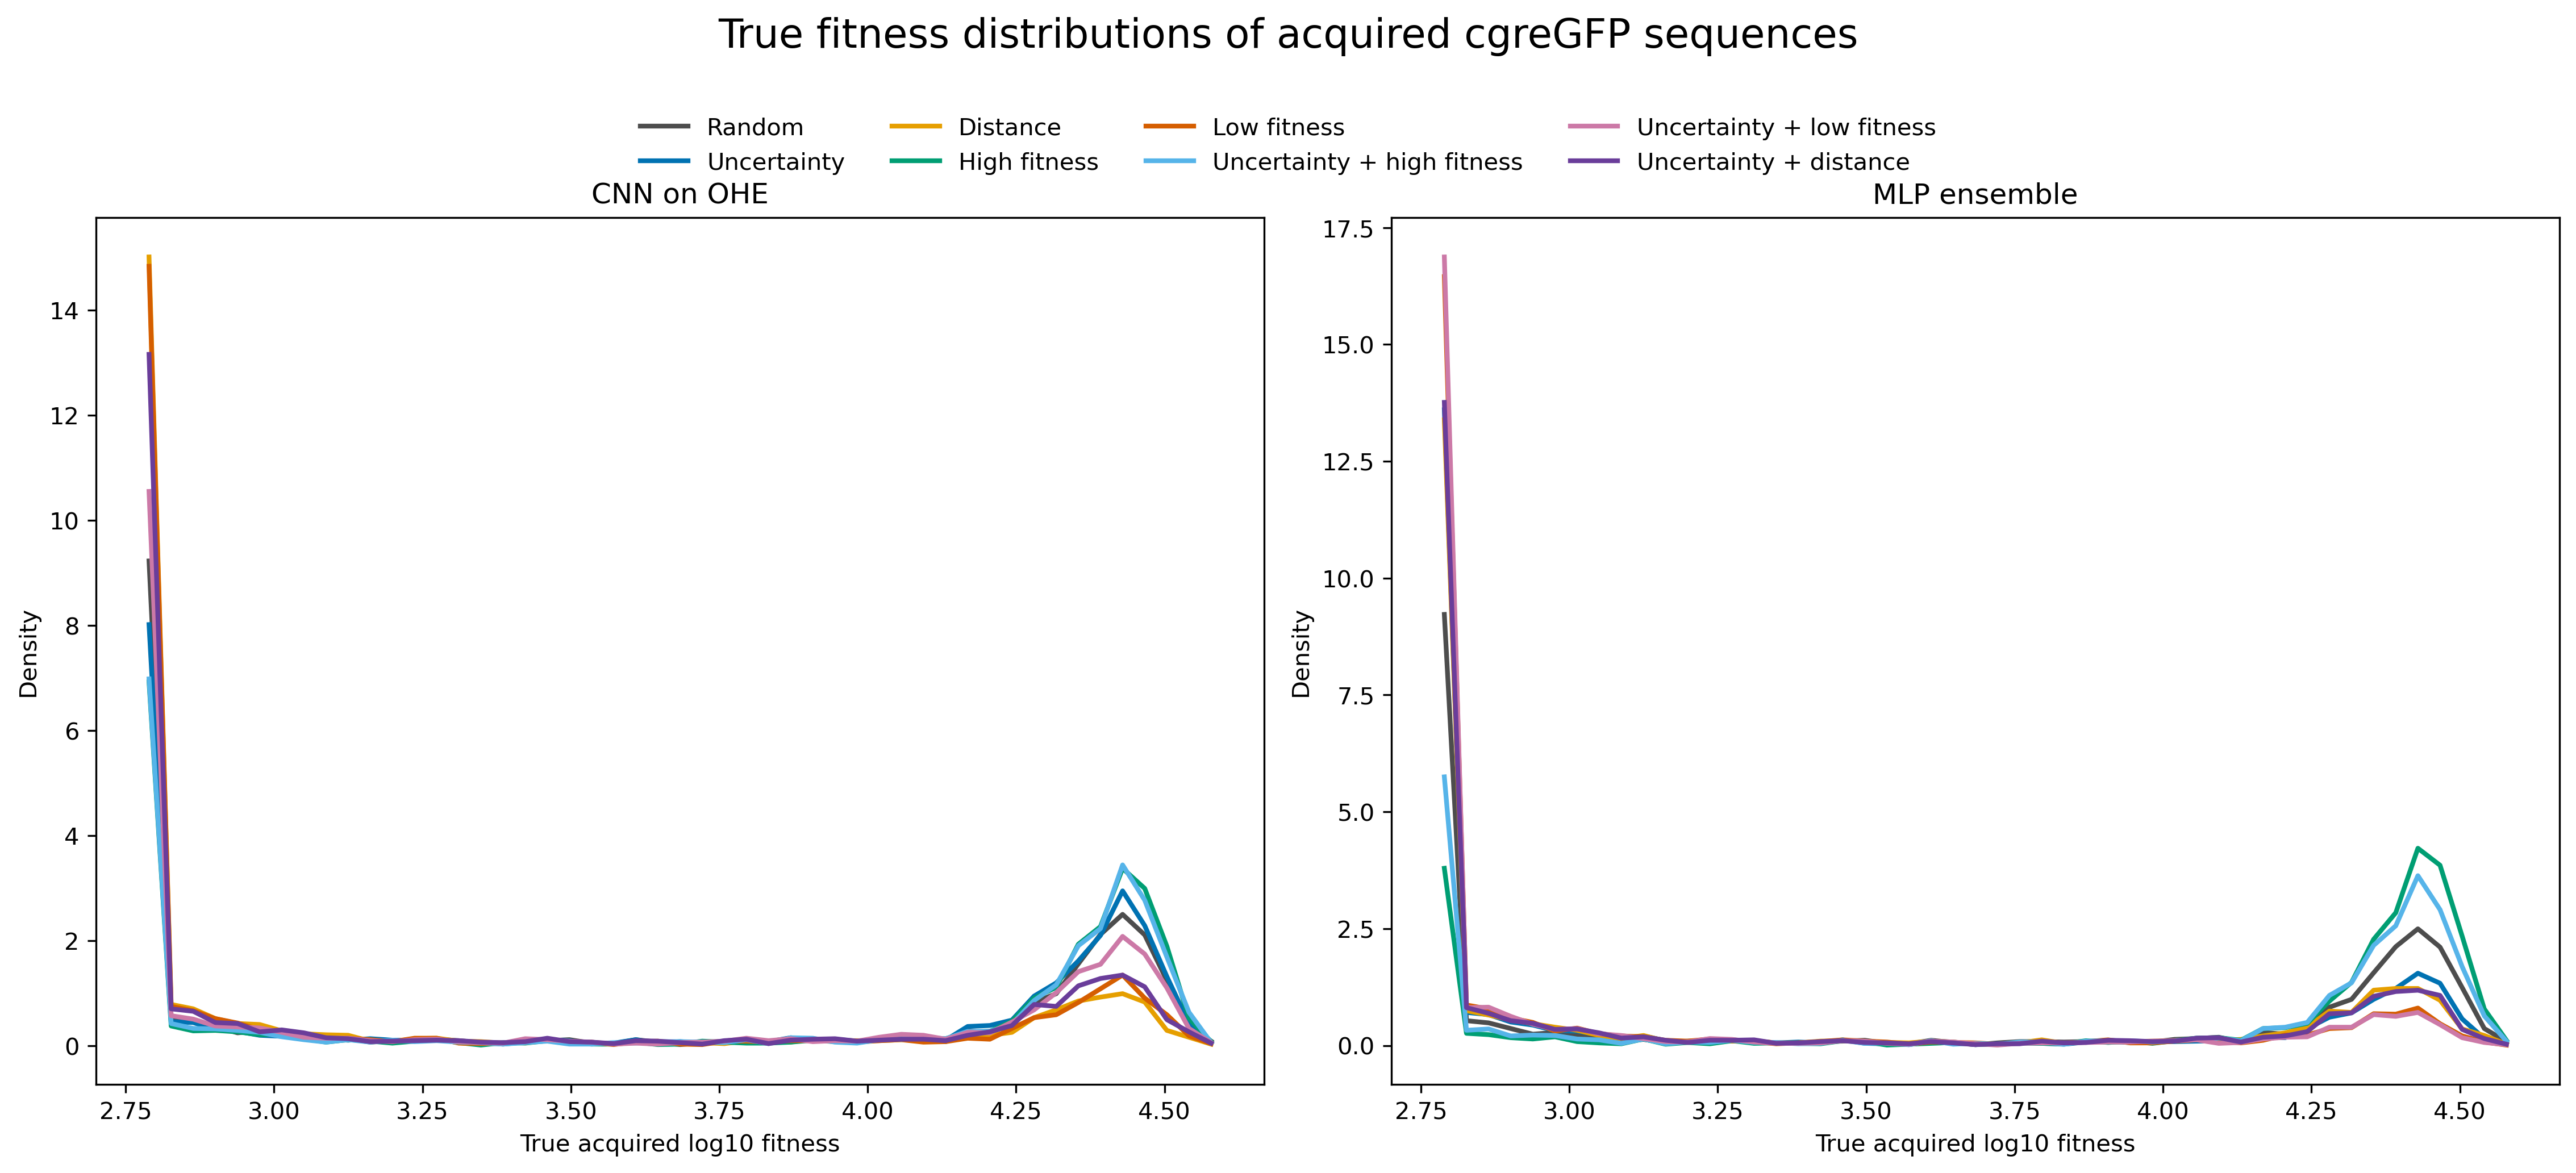 True fitness distributions of acquired cgreGFP sequences
Random
Distance
Low fitness
Uncertainty + low fitness
Uncertainty
High fitness
Uncertainty + high fitness
Uncertainty + distance
CNN on OHE
14
12
10
8
6
4
2
0
Density
2.75 3.00 3.25 3.50 3.75 4.00 4.25 4.50
True acquired log10 fitness
MLP ensemble
17.5
15.0
12.5
10.0
7.5
5.0
2.5
0.0
Density
2.75 3.00 3.25 3.50 3.75 4.00 4.25 4.50
True acquired log10 fitness